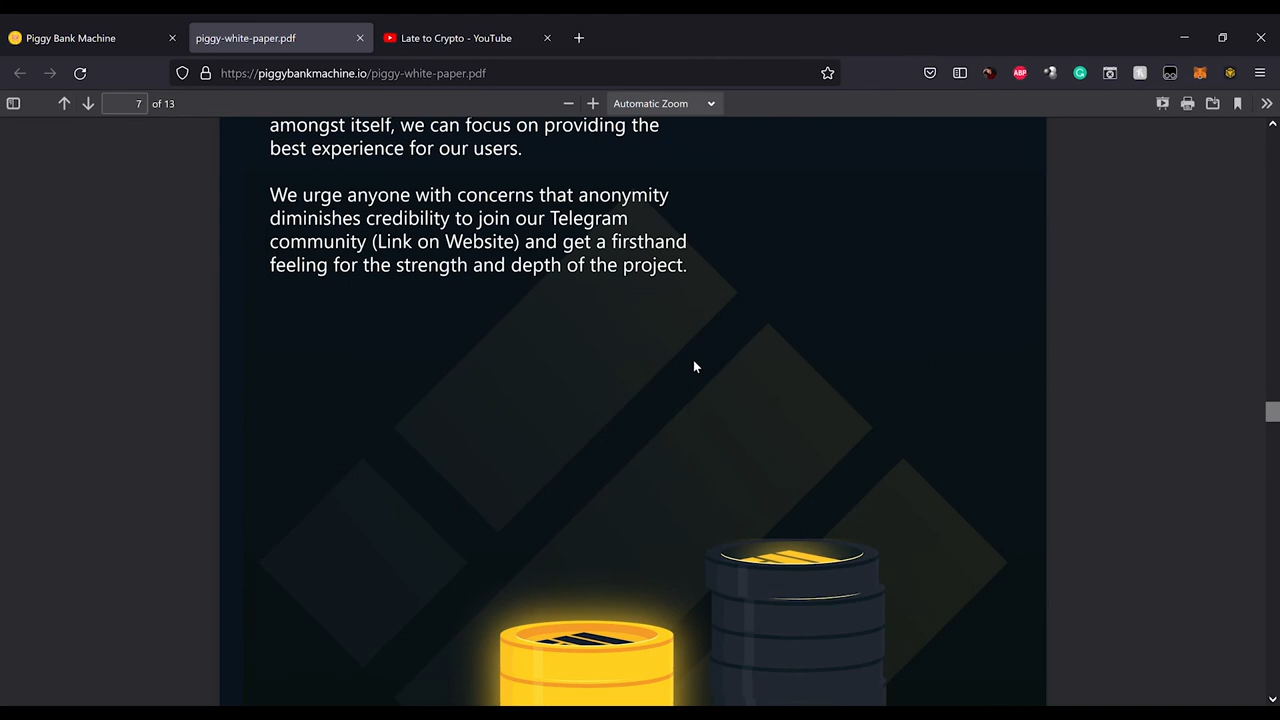 Piggy Bank Machine
piggy-white-paper.pdf
Late to Crypto - YouTube
https://piggybankmachine.io/piggy-white-paper.pdf
ABP
7 of 13
Automatic Zoom
amongst itself, we can focus on providing the
best experience for our users.
We urge anyone with concerns that anonymity
diminishes credibility to join our Telegram
community (Link on Website) and get a firsthand
feeling for the strength and depth of the project.